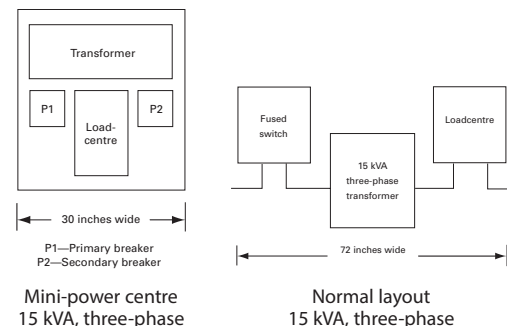 Transformer
P1
P2
Load-
centre
30 inches wide
P1—Primary breaker
P2—Secondary breaker
Mini-power centre
15 kVA, three-phase
Fused
switch
15 kVA
three-phase
transformer
Loadcentre
72 inches wide
Normal layout
15 kVA, three-phase